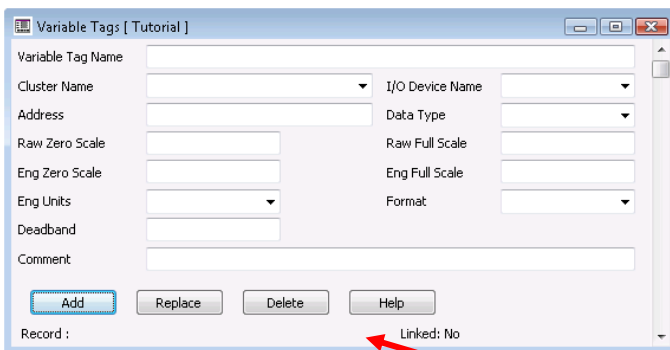 Variable Tags [ Tutorial ]
Variable Tag Name
Cluster Name I/O Device Name
Address Data Type
Raw Zero Scale Raw Full Scale
Eng Zero Scale Eng Full Scale
Eng Units Format
Deadband
Comment
Add Replace Delete Help
Record : Linked: No